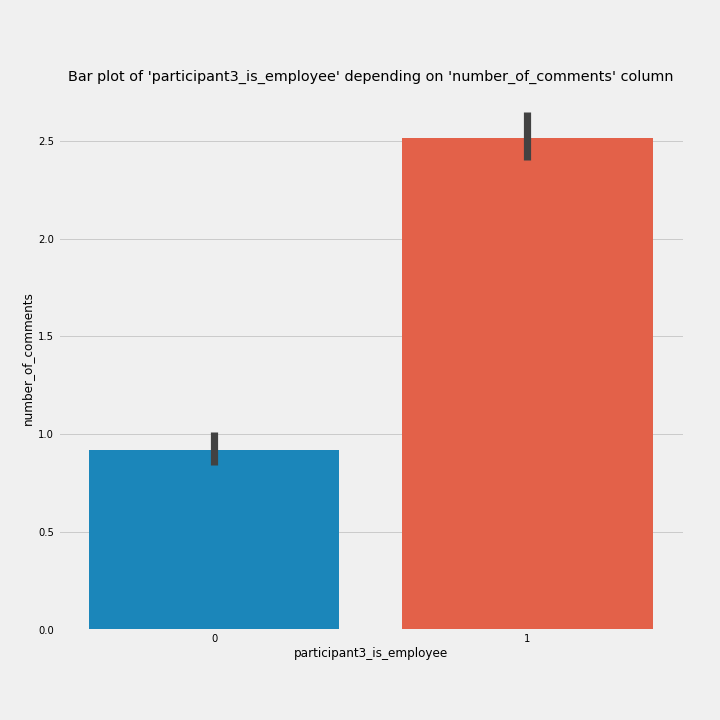 Bar plot of 'participant3_is_employee' depending on 'number_of_comments' column
2.5
2.0
1.5
1.0
0.5
0.0
number_of_comments
0
1
participant3_is_employee